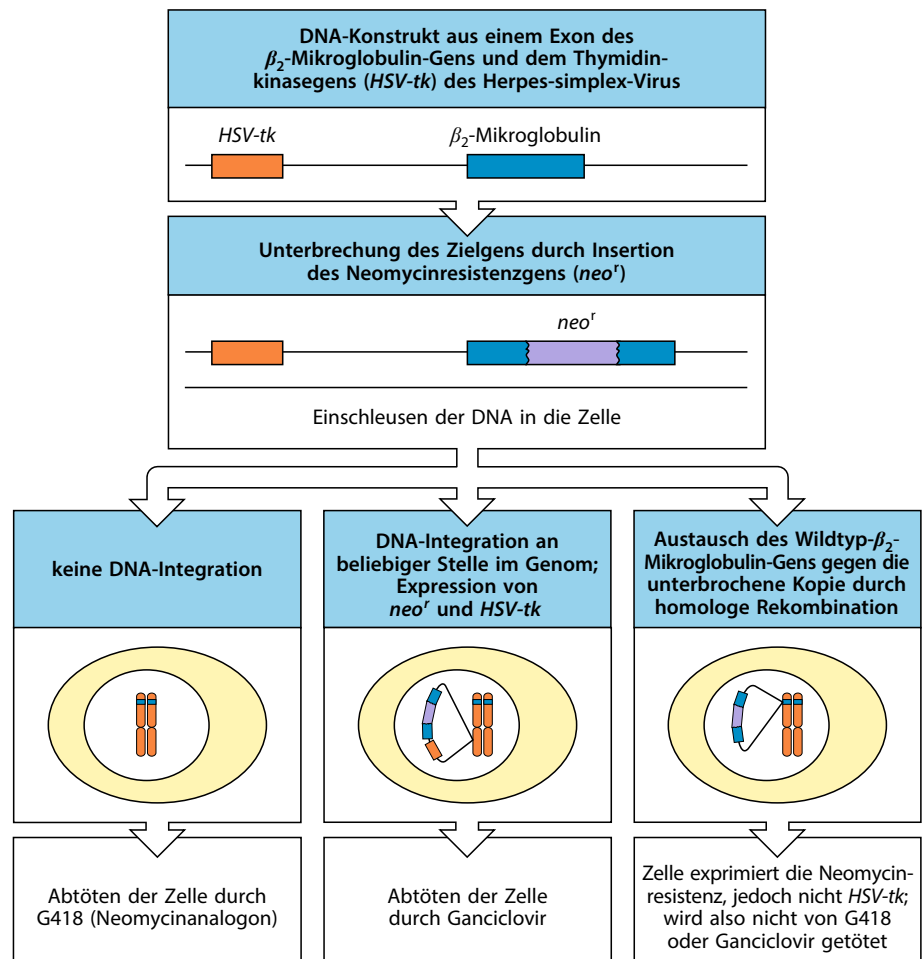 DNA-Konstrukt aus einem Exon des
β₂-Mikroglobulin-Gens und dem Thymidin-
kinasegens (HSV-tk) des Herpes-simplex-Virus
HSV-tk
β₂-Mikroglobulin
Unterbrechung des Zielgens durch Insertion
des Neomycinresistenzgens (neoʳ)
neoʳ
Einschleusen der DNA in die Zelle
keine DNA-Integration
DNA-Integration an
beliebiger Stelle im Genom;
Expression von
neoʳ und HSV-tk
Austausch des Wildtyp-β₂-
Mikroglobulin-Gens gegen die
unterbrochene Kopie durch
homologe Rekombination
Abtöten der Zelle durch
G418 (Neomycinanalogon)
Abtöten der Zelle
durch Ganciclovir
Zelle exprimiert die Neomycin-
resistenz, jedoch nicht HSV-tk;
wird also nicht von G418
oder Ganciclovir getötet